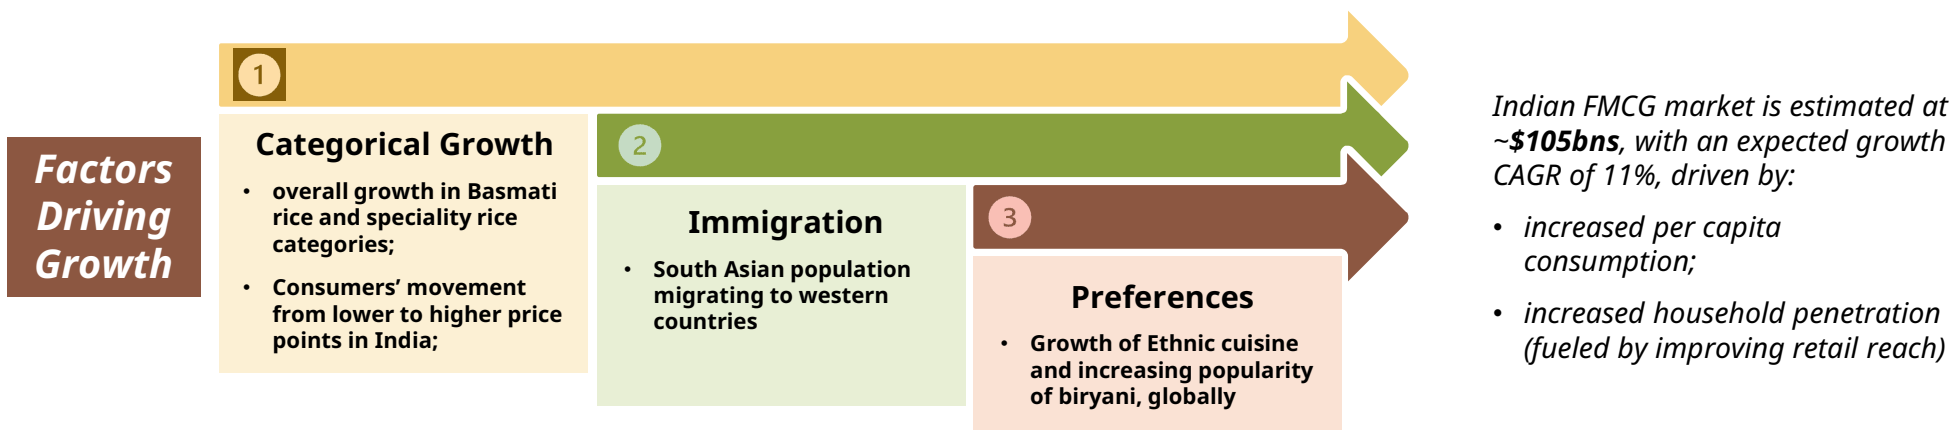 Factors
Driving
Growth
1
Categorical Growth
• overall growth in Basmati
rice and speciality rice
categories;
• Consumers’ movement
from lower to higher price
points in India;
2
Immigration
• South Asian population
migrating to western
countries
3
Preferences
• Growth of Ethnic cuisine
and increasing popularity
of biryani, globally
Indian FMCG market is estimated at
~$105bns, with an expected growth
CAGR of 11%, driven by:
• increased per capita
consumption;
• increased household penetration
(fueled by improving retail reach)